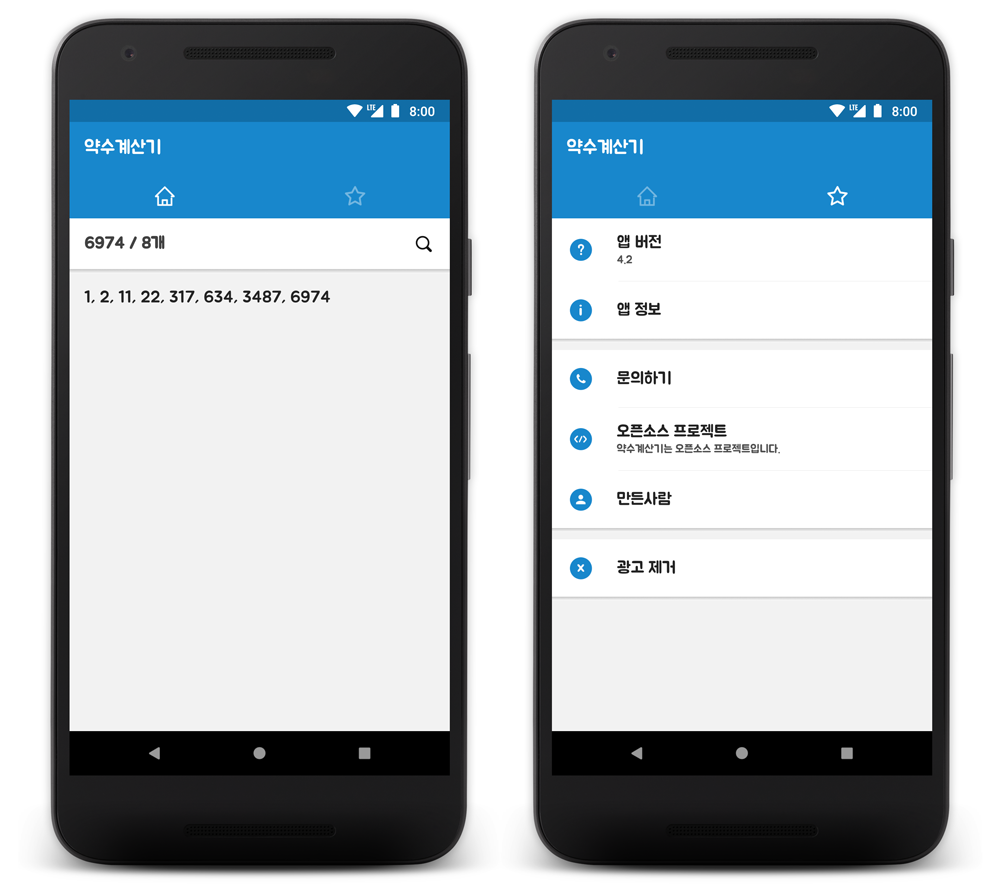 LTE 8:00
약수계산기
6974 / 8개
1, 2, 11, 22, 317, 634, 3487, 6974
LTE 8:00
약수계산기
앱 버전
4.2
앱 정보
문의하기
오픈소스 프로젝트
약수계산기는 오픈소스 프로젝트입니다.
만든사람
광고 제거